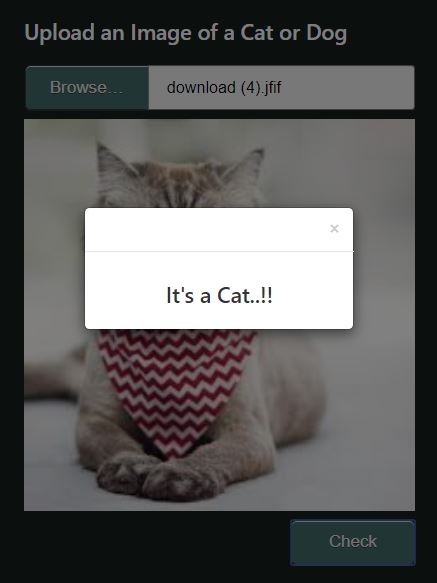 Upload an Image of a Cat or Dog
Browse... download (4).jfif
×
It's a Cat..!!
Check